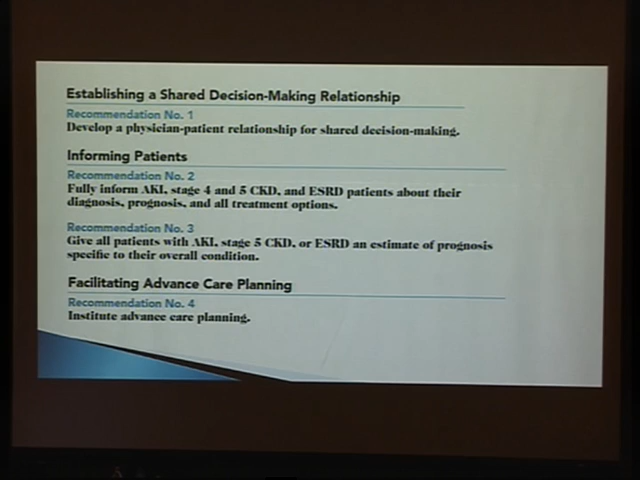 Establishing a Shared Decision-Making Relationship
Recommendation No. 1
Develop a physician-patient relationship for shared decision-making.
Informing Patients
Recommendation No. 2
Fully inform AKI, stage 4 and 5 CKD, and ESRD patients about their
diagnosis, prognosis, and all treatment options.
Recommendation No. 3
Give all patients with AKI, stage 5 CKD, or ESRD an estimate of prognosis
specific to their overall condition.
Facilitating Advance Care Planning
Recommendation No. 4
Institute advance care planning.